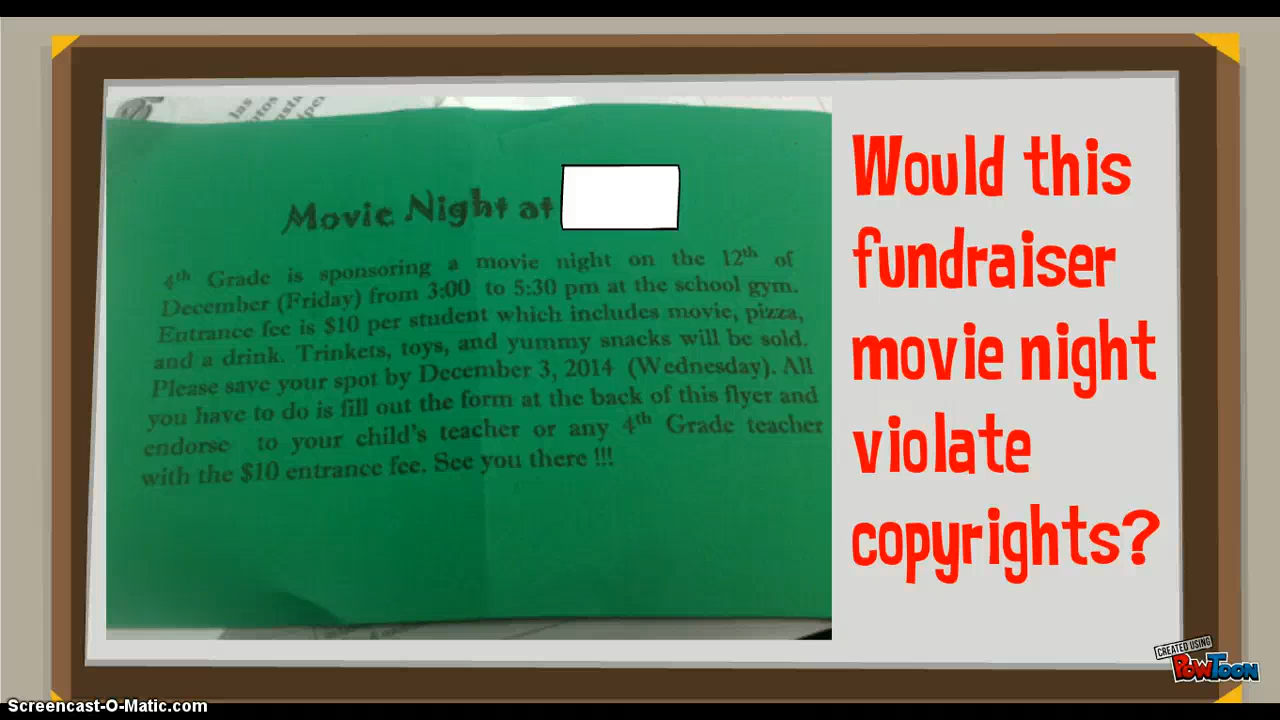 Movie Night at
4th Grade is sponsoring a movie night on the 12th of
December (Friday) from 3:00 to 5:30 pm at the school gym.
Entrance fee is $10 per student which includes movie, pizza,
and a drink. Trinkets, toys, and yummy snacks will be sold.
Please save your spot by December 3, 2014 (Wednesday). All
you have to do is fill out the form at the back of this flyer and
endorse to your child's teacher or any 4th Grade teacher
with the $10 entrance fee. See you there !!!
Would this
fundraiser
movie night
violate
copyrights?
CREATED USING
POWTOON
Screencast-O-Matic.com